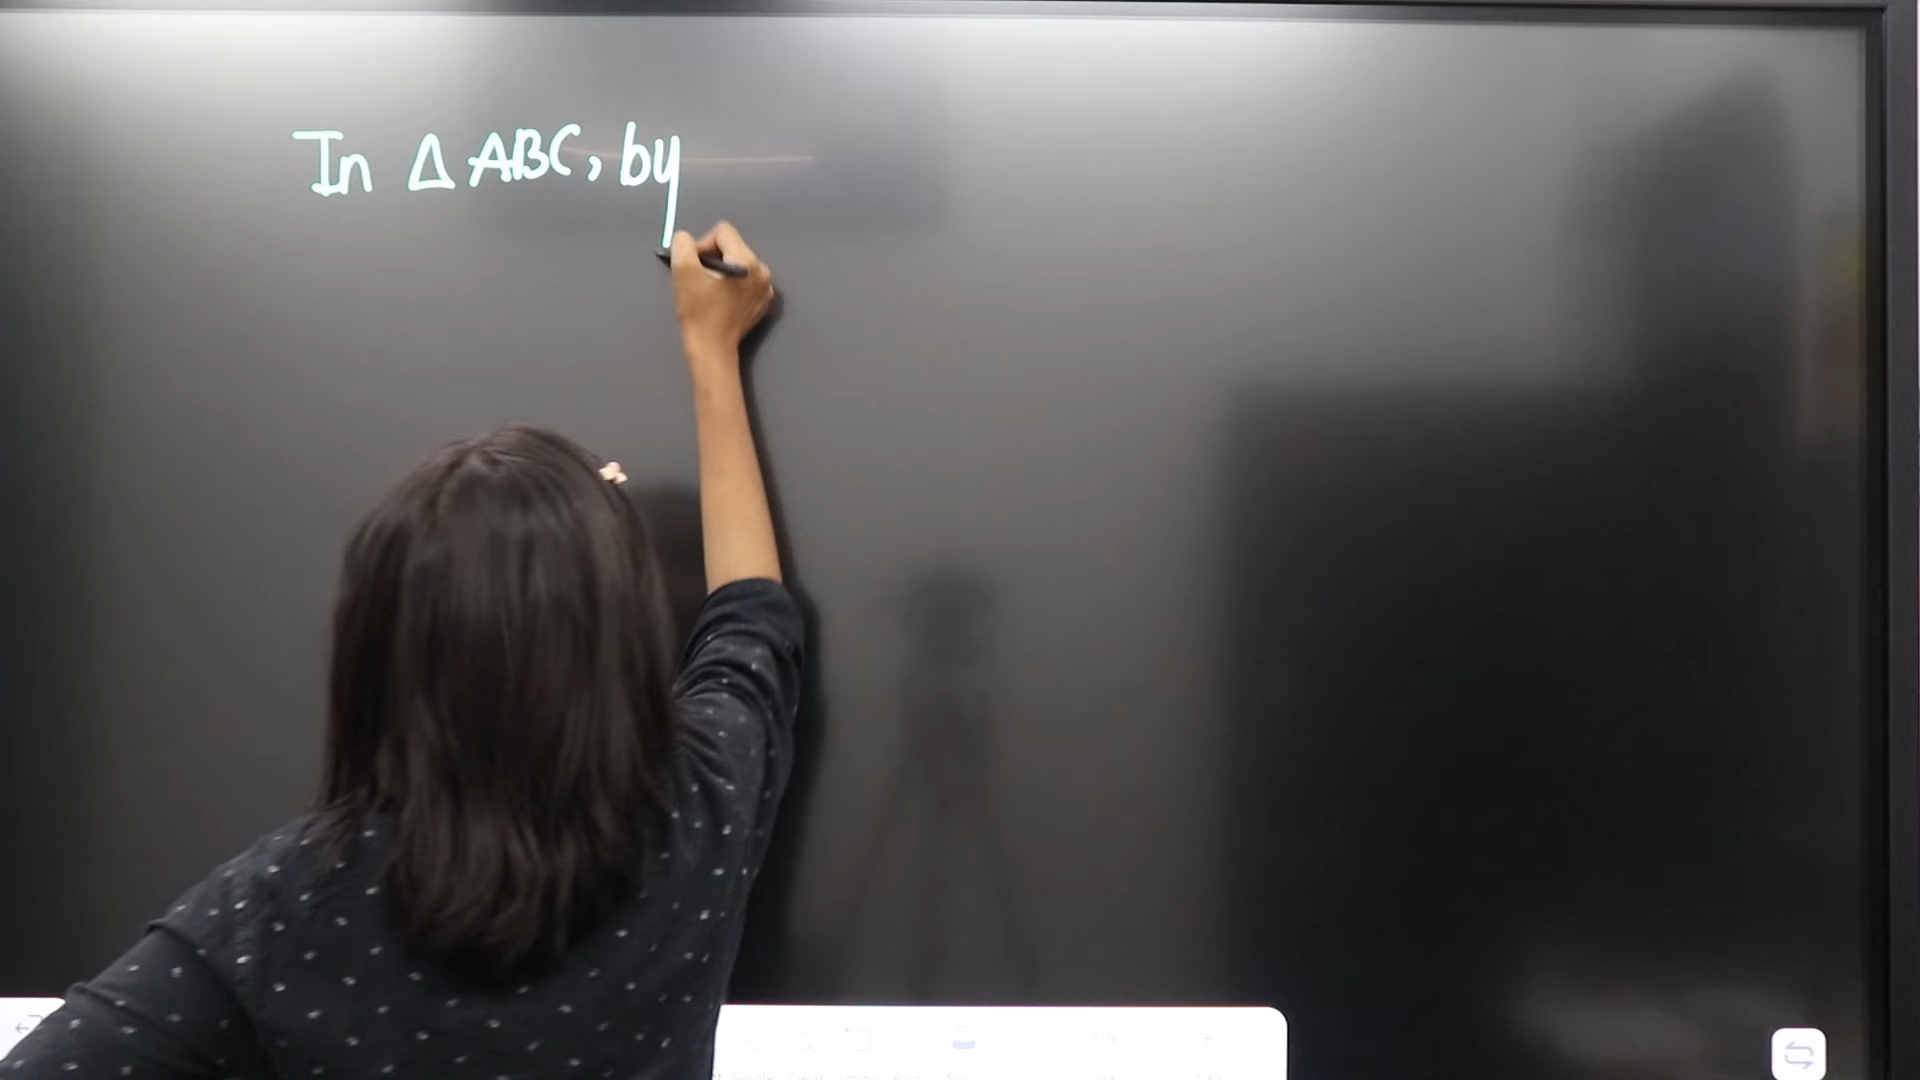 In △ ABC, by